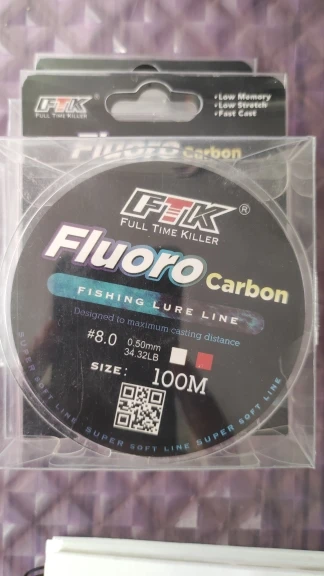 FTK
FULL TIME KILLER
• Low Memory
• Low Stretch
• Fast Cast
Fluoro Carbon
FTK®
FULL TIME KILLER
Fluoro Carbon
FISHING LURE LINE
Designed to maximum casting distance
#8.0 0.50mm
34.32LB
SIZE: 100M
SUPER SOFT LINE SUPER SOFT LINE SUPER SOFT LINE